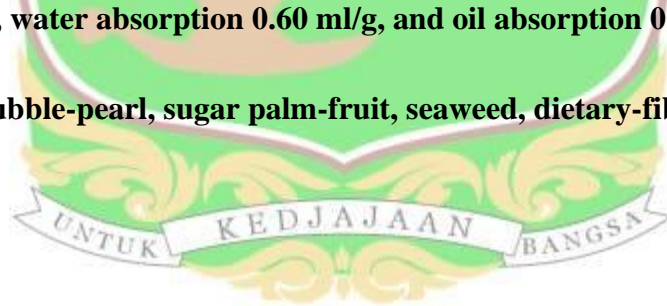 , water absorption 0.60 ml/g, and oil absorption 0.
ubble-pearl, sugar palm-fruit, seaweed, dietary-fib
UNTUK KEDJAJAAN BANGSA